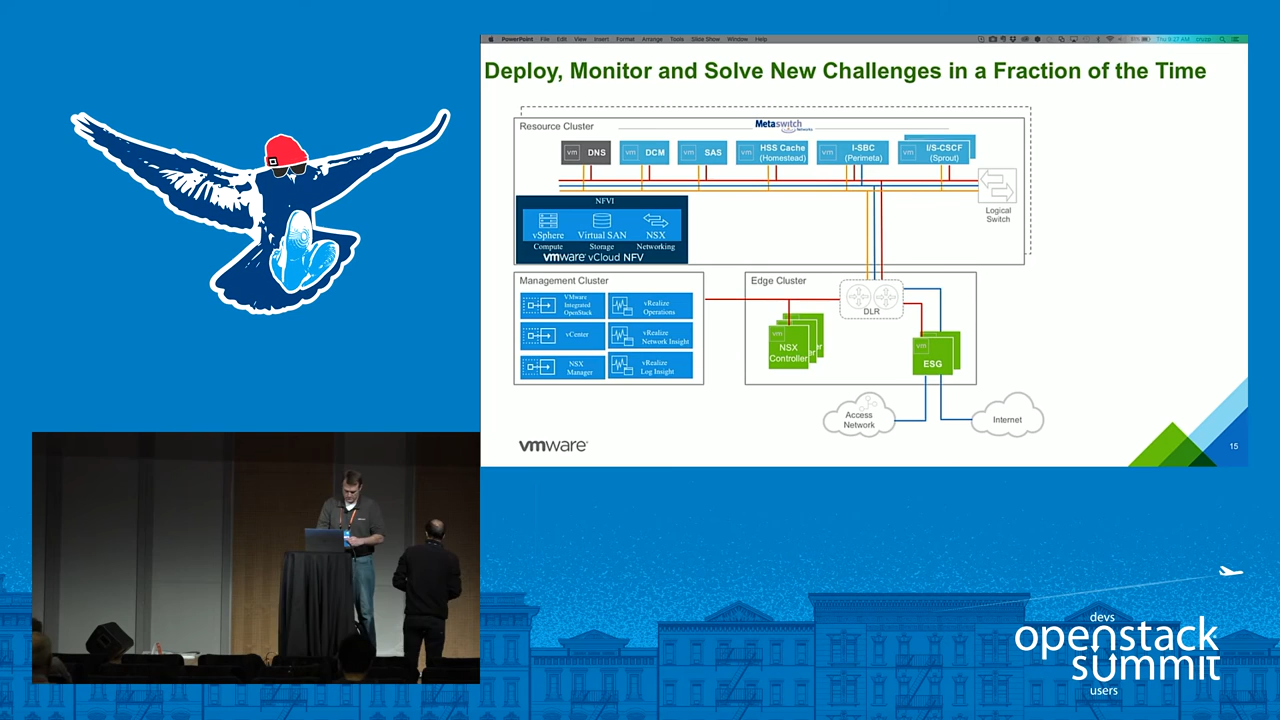 PowerPoint File Edit View Insert Format Arrange Tools Slide Show Window Help
Thu 9:27 AM
Deploy, Monitor and Solve New Challenges in a Fraction of the Time
Resource Cluster
Metaswitch
Networks
vm DNS
vm DCM
vm SAS
vm HSS Cache
(Homestead)
vm I-SBC
(Perimeta)
vm I/S-CSCF
(Sprout)
Logical
Switch
NFVI
vSphere Virtual SAN NSX
Compute Storage Networking
vmware vCloud NFV
Management Cluster
VMware
Integrated
OpenStack
vRealize
Operations
vCenter
vRealize
Network Insight
NSX
Manager
vRealize
Log Insight
Edge Cluster
DLR
vm
NSX
Controller
vm
ESG
Access
Network
Internet
vmware
15
devs
openstack
summit
users